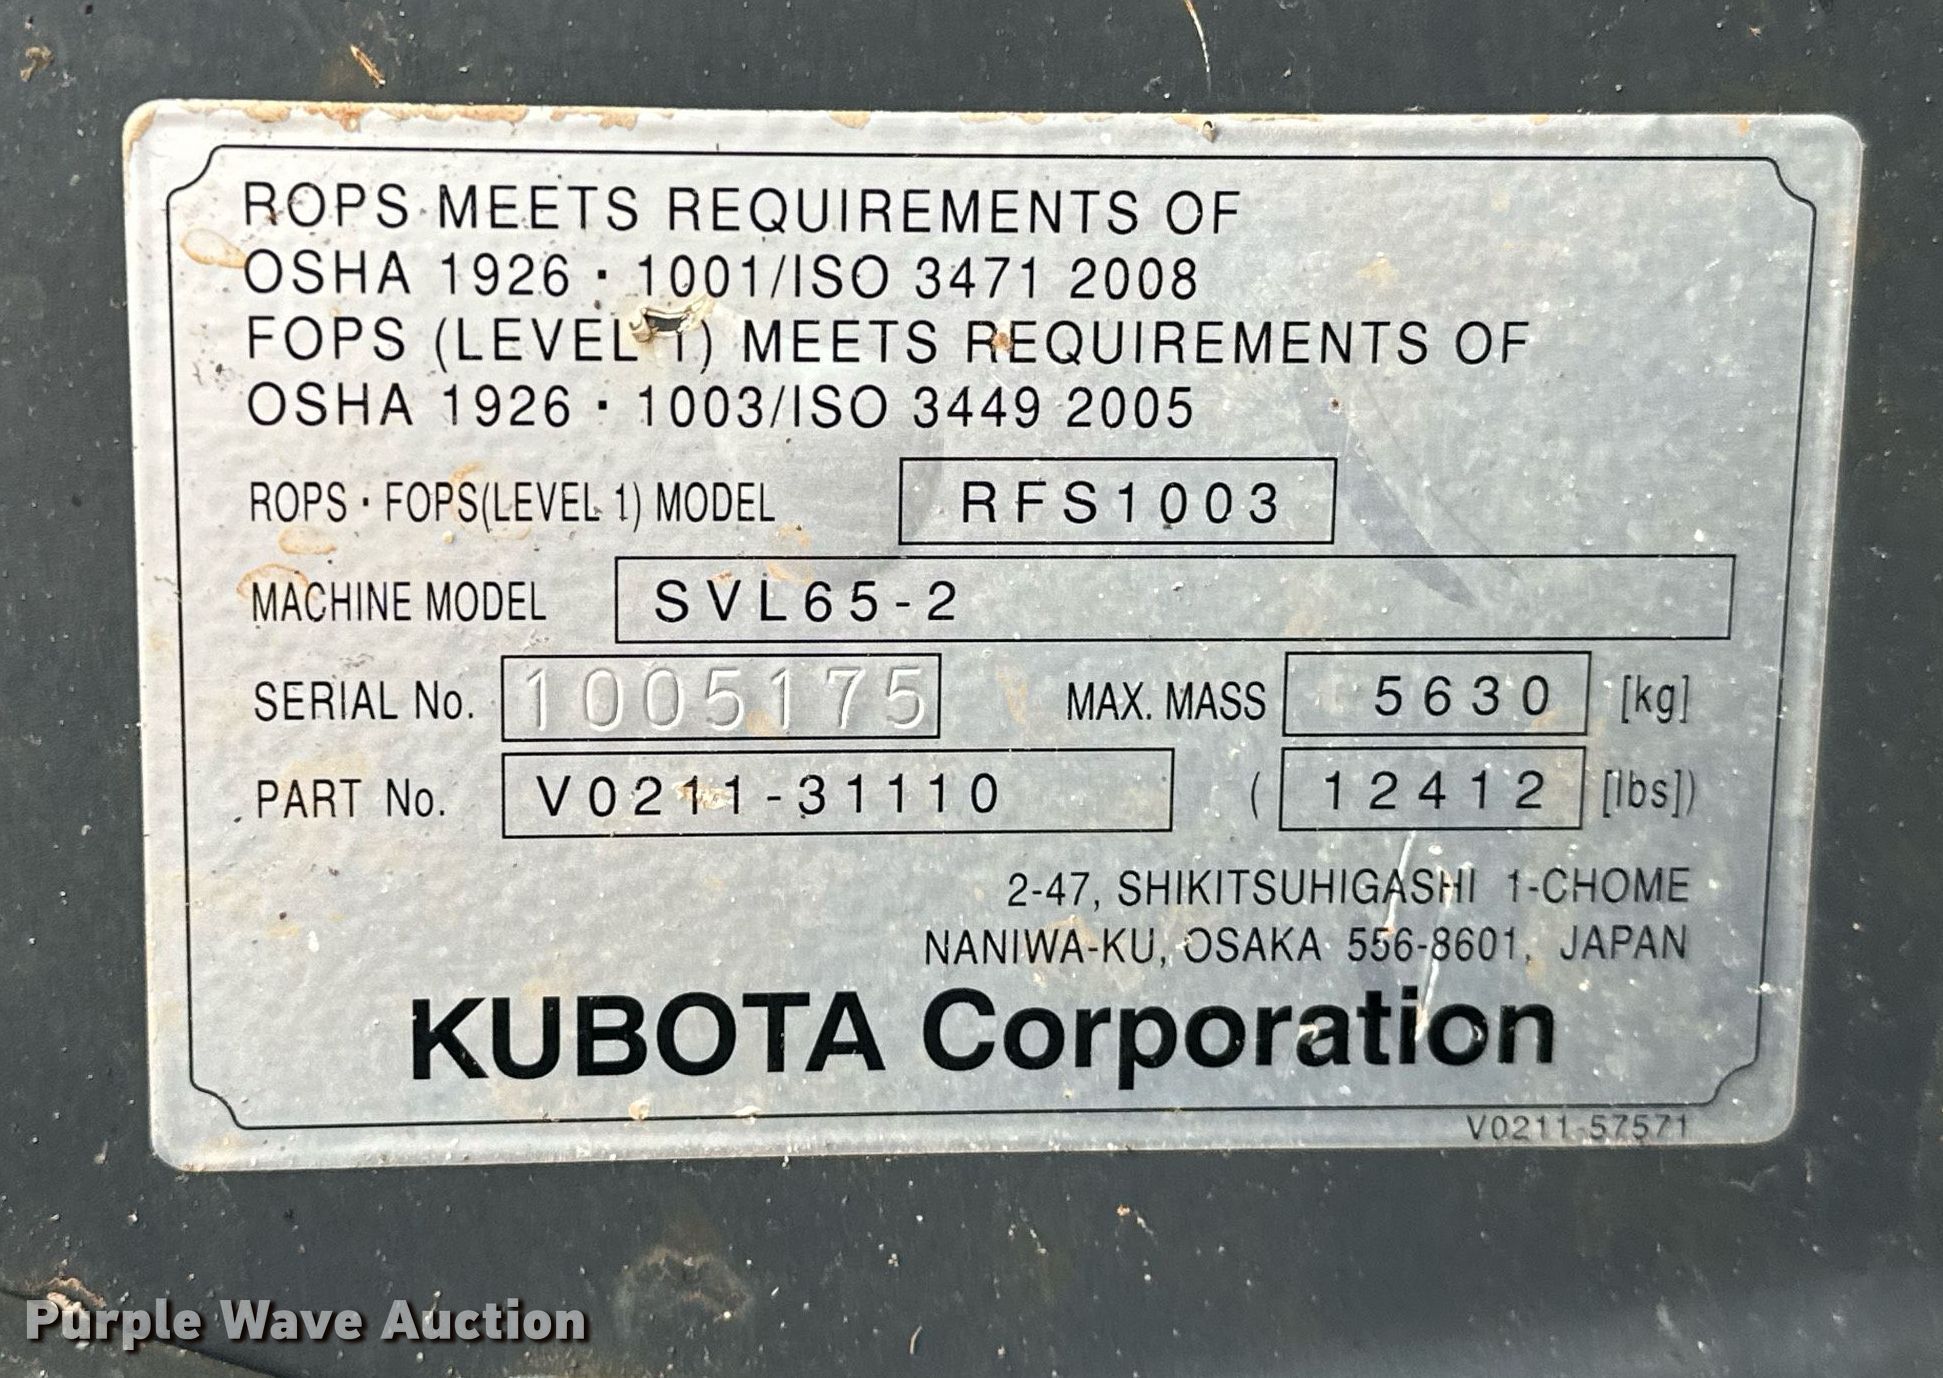 ROPS MEETS REQUIREMENTS OF
OSHA 1926 · 1001/ISO 3471 2008
FOPS (LEVEL 1) MEETS REQUIREMENTS OF
OSHA 1926 · 1003/ISO 3449 2005
ROPS · FOPS(LEVEL 1) MODEL RFS1003
MACHINE MODEL SVL65-2
SERIAL No. 1005175 MAX. MASS 5630 [kg]
PART No. V0211-31110 (12412 [lbs])
2-47, SHIKITSUHIGASHI 1-CHOME
NANIWA-KU, OSAKA 556-8601, JAPAN
KUBOTA Corporation
V0211-57571
Purple Wave Auction